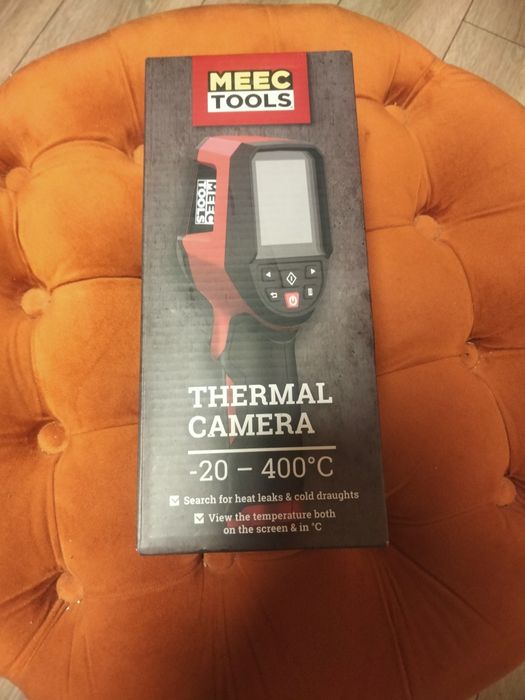 MEEC
TOOLS
MEEC
TOOLS
THERMAL
CAMERA
-20 – 400°C
Search for heat leaks & cold draughts
View the temperature both
on the screen & in °C